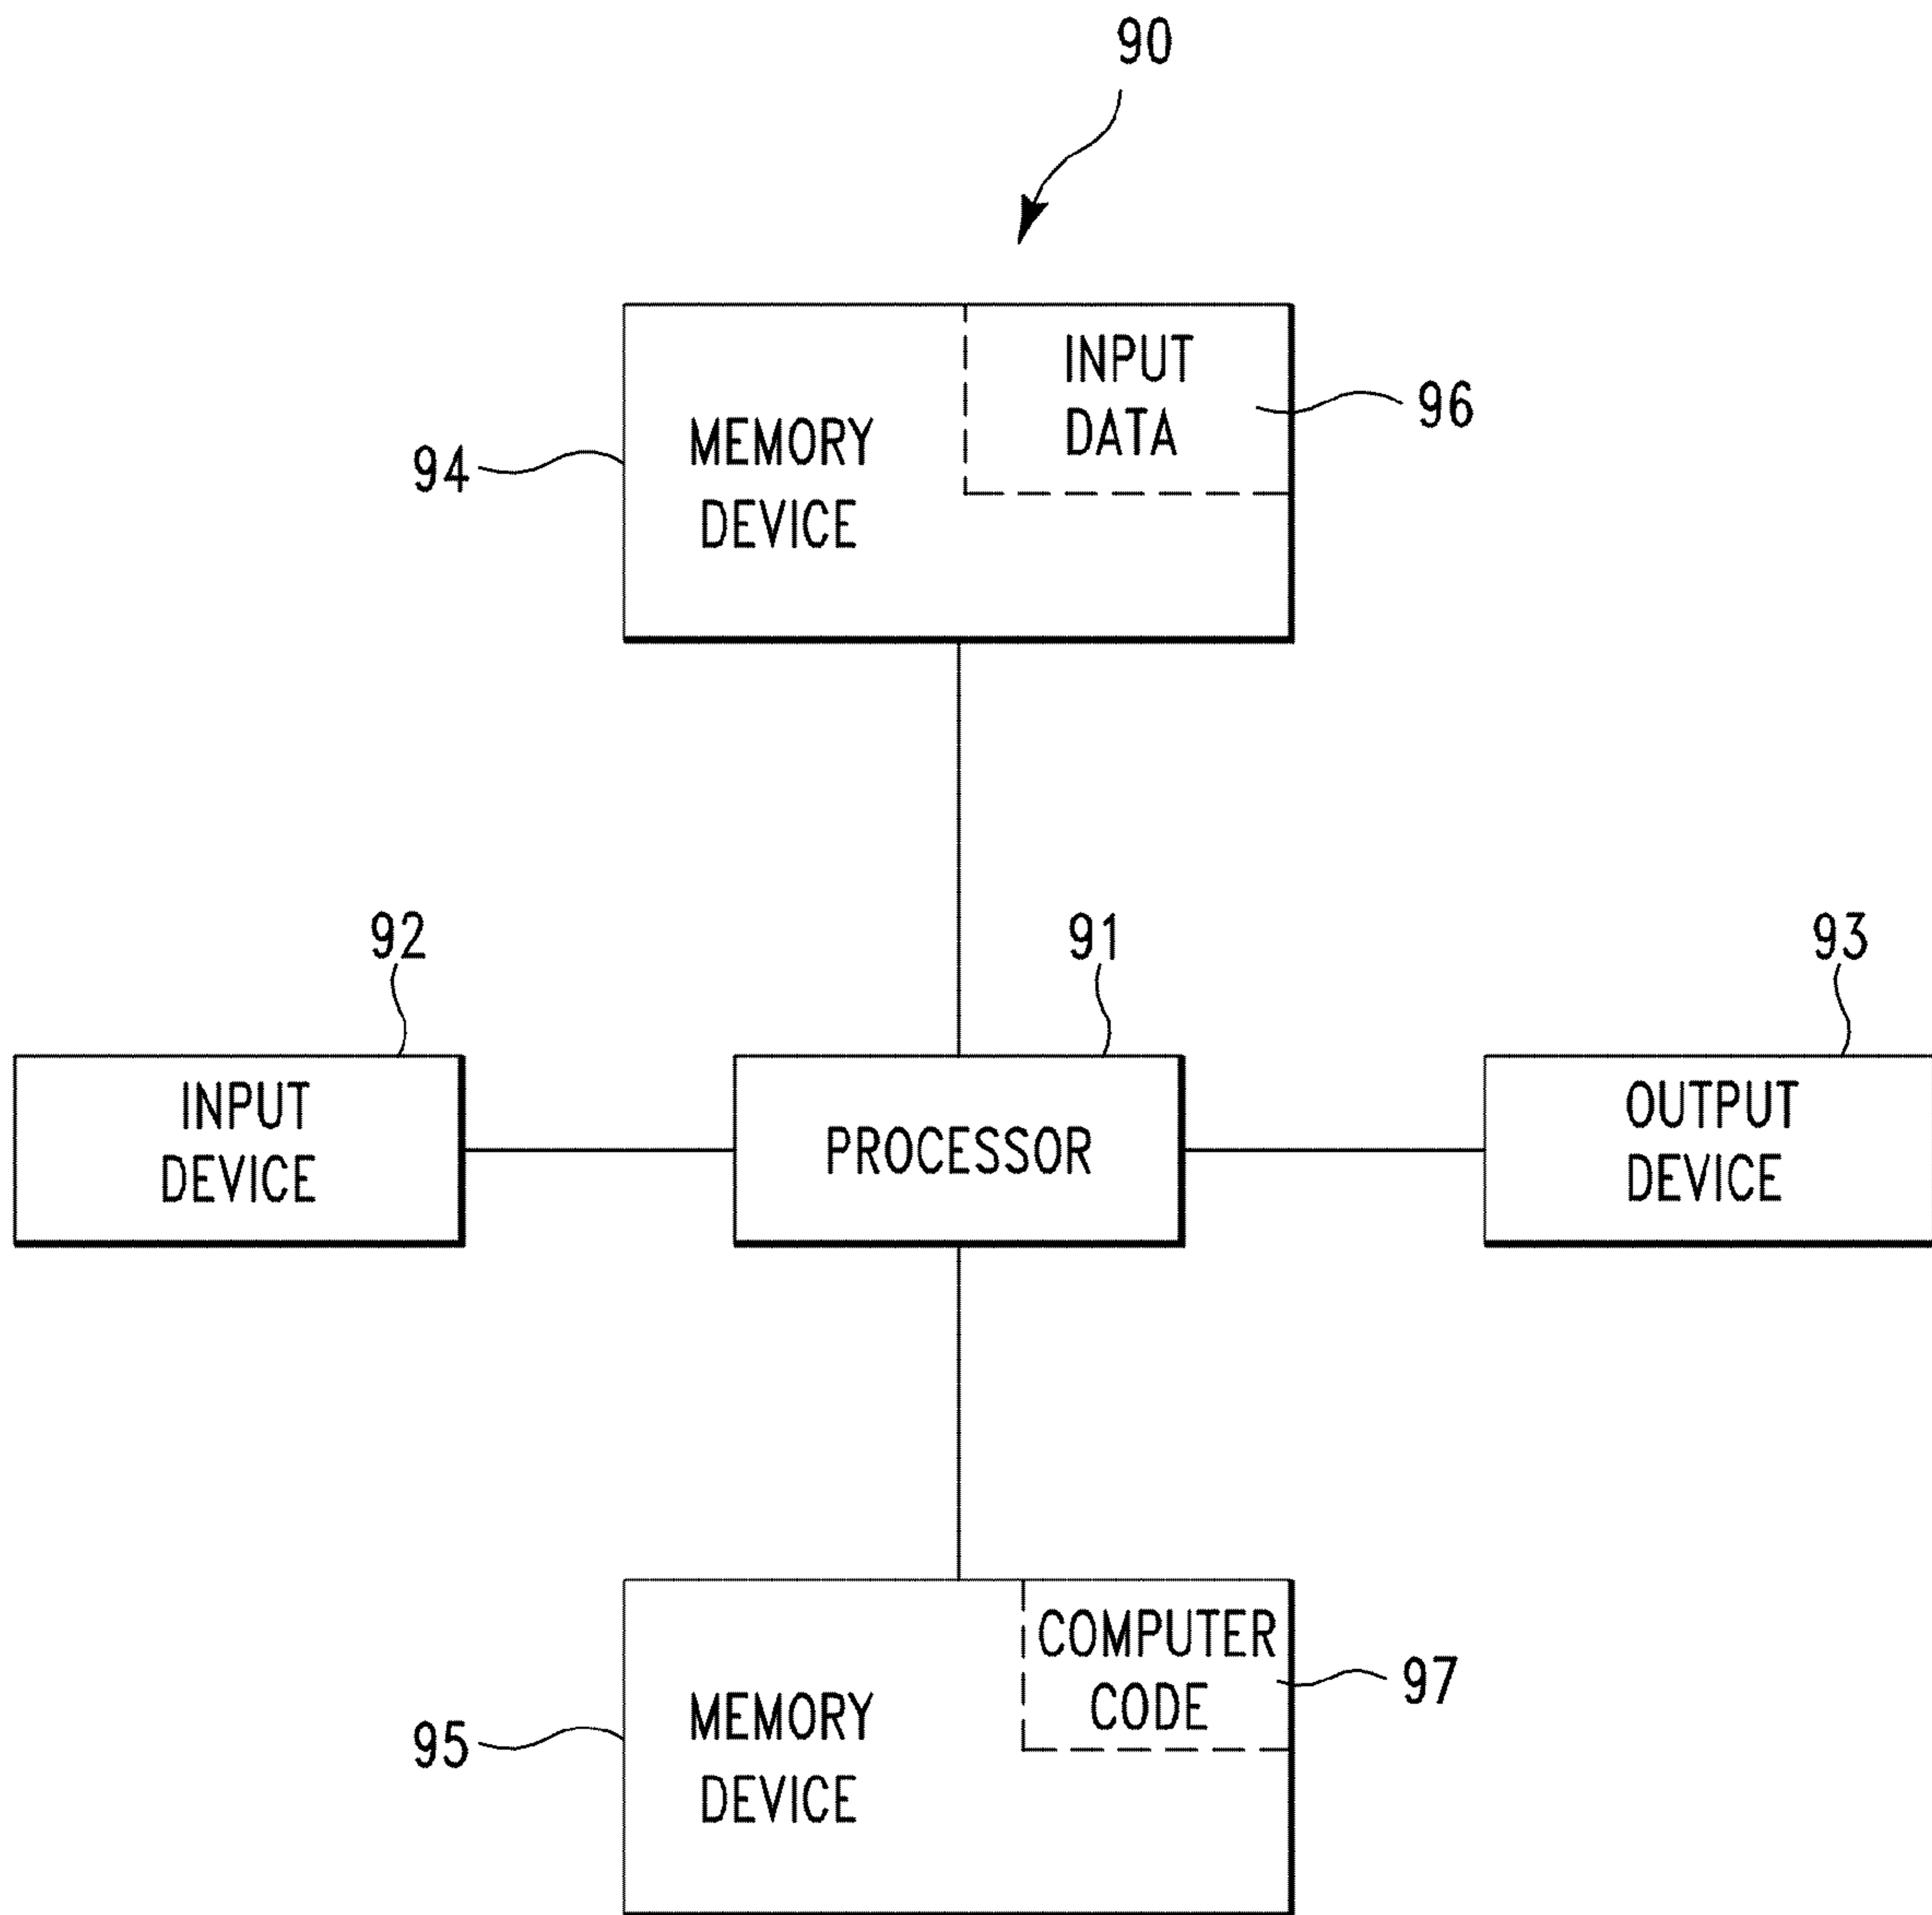 90
INPUT
DATA
96
MEMORY
DEVICE
94
92
91
93
INPUT
DEVICE
PROCESSOR
OUTPUT
DEVICE
COMPUTER
CODE
97
MEMORY
DEVICE
95